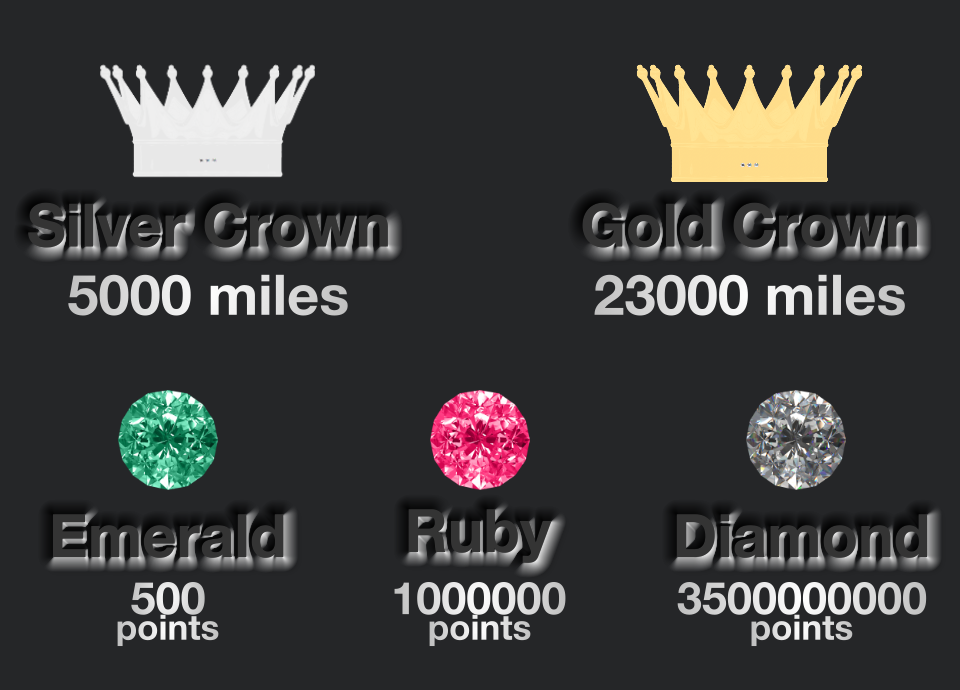 Silver Crown
Gold Crown
5000 miles
23000 miles
Emerald
Ruby
Diamond
500
1000000
3500000000
points
points
points